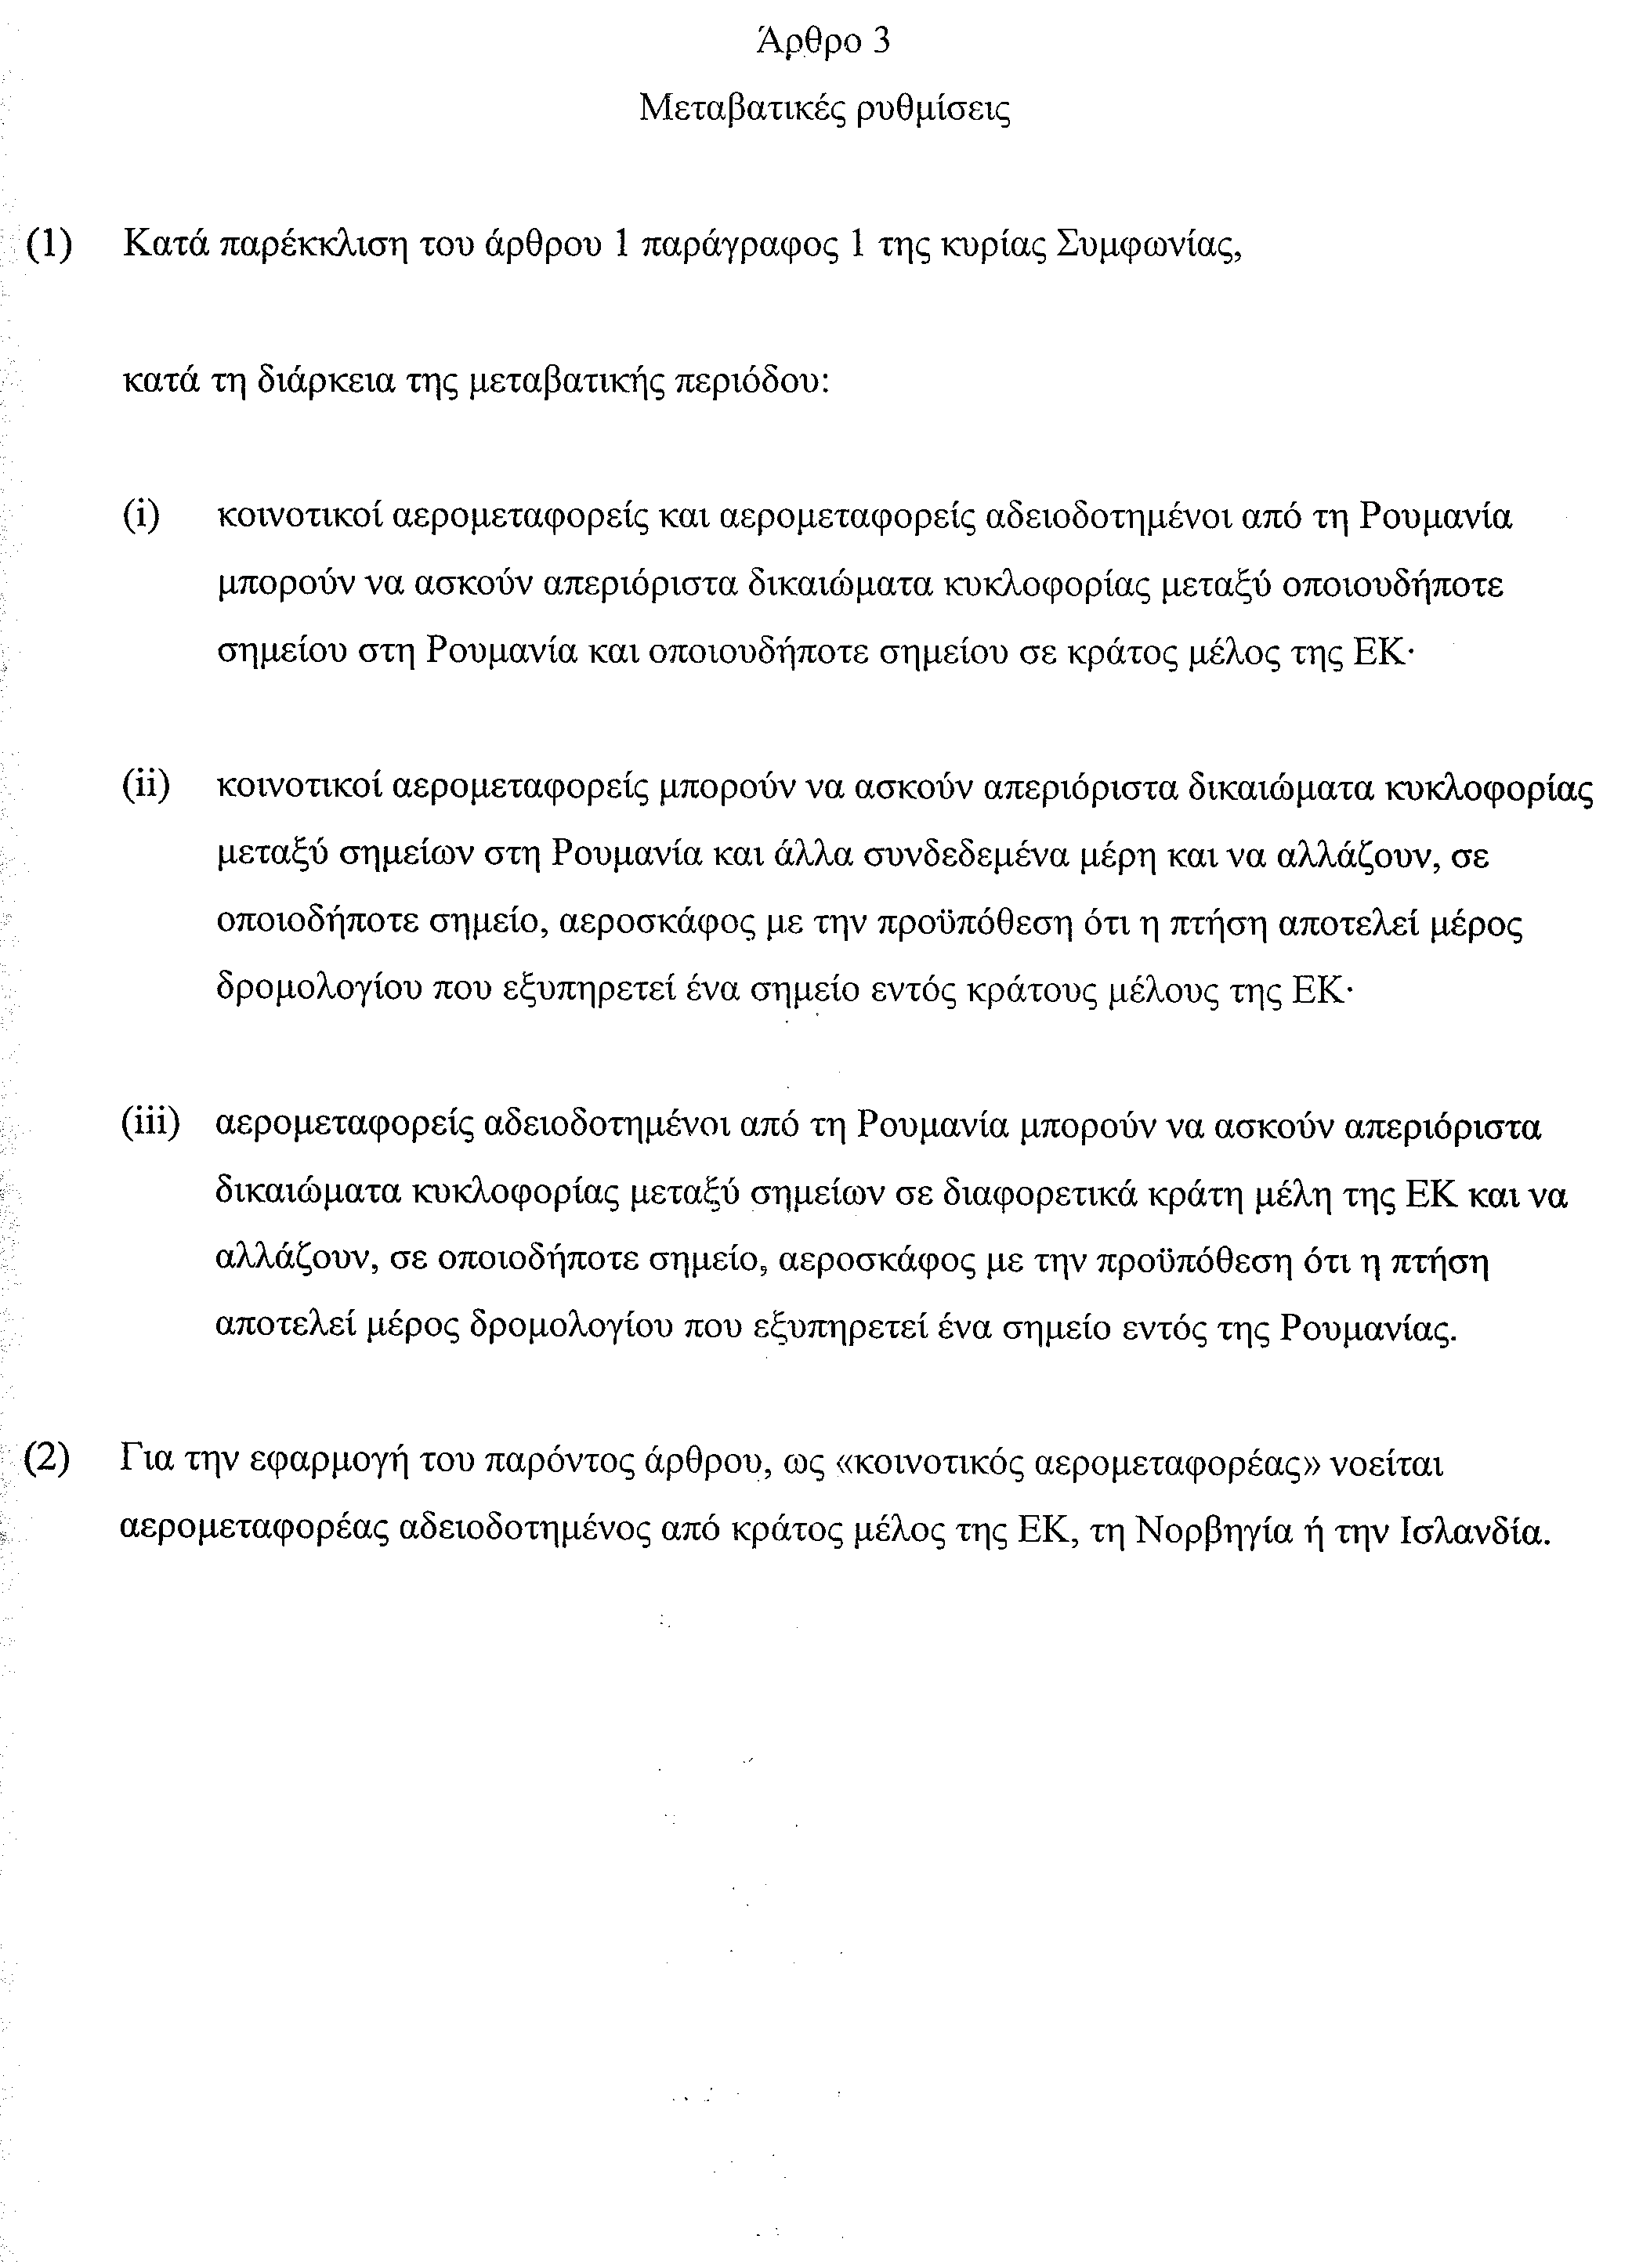 Άρθρο 3
Μεταβατικές ρυθμίσεις
(1) Κατά παρέκκλιση του άρθρου 1 παράγραφος 1 της κυρίας Συμφωνίας,
κατά τη διάρκεια της μεταβατικής περιόδου:
(i) κοινοτικοί αερομεταφορείς και αερομεταφορείς αδειοδοτημένοι από τη Ρουμανία
μπορούν να ασκούν απεριόριστα δικαιώματα κυκλοφορίας μεταξύ οποιουδήποτε
σημείου στη Ρουμανία και οποιουδήποτε σημείου σε κράτος μέλος της ΕΚ·
(ii) κοινοτικοί αερομεταφορείς μπορούν να ασκούν απεριόριστα δικαιώματα κυκλοφορίας
μεταξύ σημείων στη Ρουμανία και άλλα συνδεδεμένα μέρη και να αλλάζουν, σε
οποιοδήποτε σημείο, αεροσκάφος με την προϋπόθεση ότι η πτήση αποτελεί μέρος
δρομολογίου που εξυπηρετεί ένα σημείο εντός κράτους μέλους της ΕΚ·
(iii) αερομεταφορείς αδειοδοτημένοι από τη Ρουμανία μπορούν να ασκούν απεριόριστα
δικαιώματα κυκλοφορίας μεταξύ σημείων σε διαφορετικά κράτη μέλη της ΕΚ και να
αλλάζουν, σε οποιοδήποτε σημείο, αεροσκάφος με την προϋπόθεση ότι η πτήση
αποτελεί μέρος δρομολογίου που εξυπηρετεί ένα σημείο εντός της Ρουμανίας.
(2) Για την εφαρμογή του παρόντος άρθρου, ως «κοινοτικός αερομεταφορέας» νοείται
αερομεταφορέας αδειοδοτημένος από κράτος μέλος της ΕΚ, τη Νορβηγία ή την Ισλανδία.